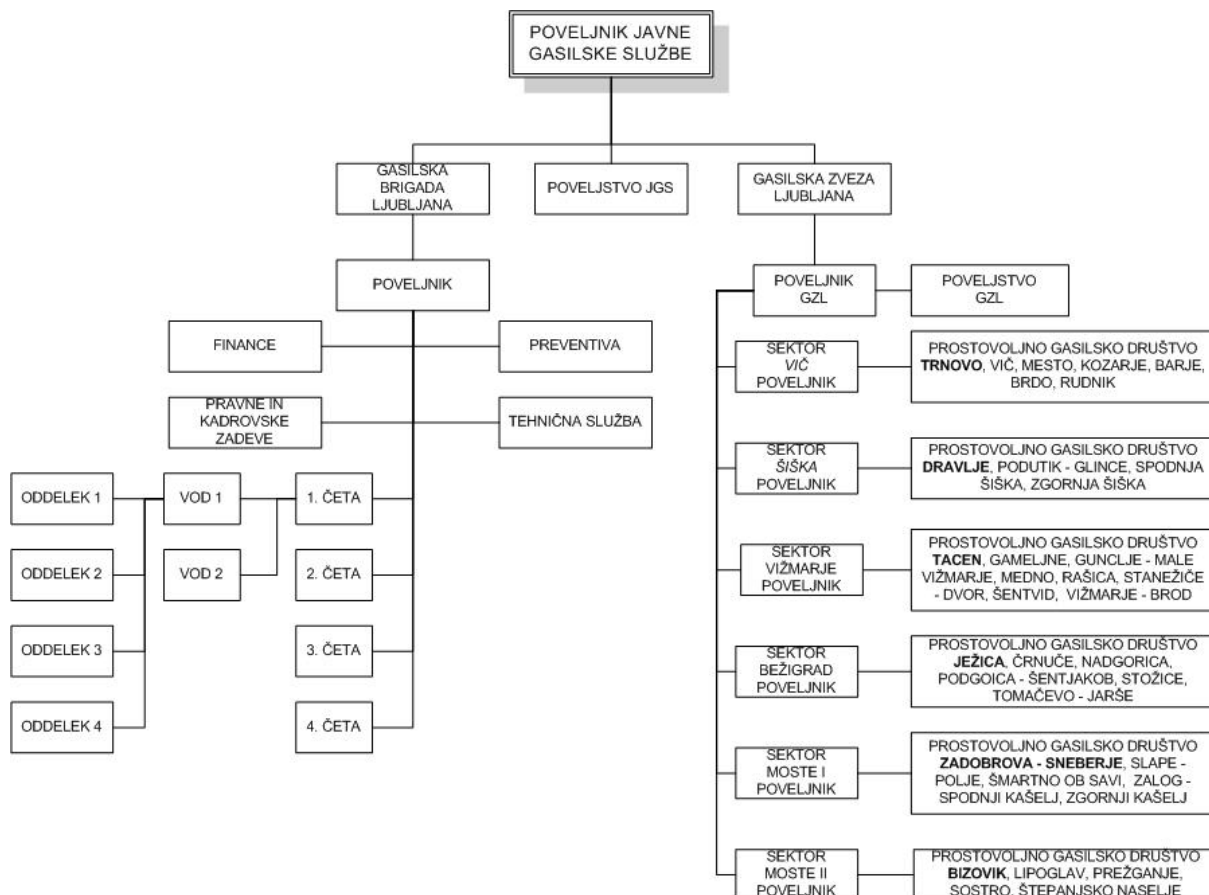 POVELJNIK JAVNE
GASILSKE SLUŽBE
GASILSKA
BRIGADA
LJUBLJANA
POVELJSTVO JGS
GASILSKA ZVEZA
LJUBLJANA
POVELJNIK
POVELJNIK
GZL
POVELJSTVO
GZL
FINANCE
PREVENTIVA
PRAVNE IN
KADROVSKE
ZADEVE
TEHNIČNA SLUŽBA
ODDELEK 1
VOD 1
1. ČETA
ODDELEK 2
VOD 2
2. ČETA
ODDELEK 3
3. ČETA
ODDELEK 4
4. ČETA
SEKTOR
VIČ
POVELJNIK
PROSTOVOLJNO GASILSKO DRUŠTVO
TRNOVO, VIČ, MESTO, KOZARJE, BARJE,
BRDO, RUDNIK
SEKTOR
ŠIŠKA
POVELJNIK
PROSTOVOLJNO GASILSKO DRUŠTVO
DRAVLJE, PODUTIK - GLINCE, SPODNJA
ŠIŠKA, ZGORNJA ŠIŠKA
SEKTOR
VIŽMARJE
POVELJNIK
PROSTOVOLJNO GASILSKO DRUŠTVO
TACEN, GAMELJNE, GUNCLJE - MALE
VIŽMARJE, MEDNO, RAŠICA, STANEŽIČE
- DVOR, ŠENTVID, VIŽMARJE - BROD
SEKTOR
BEŽIGRAD
POVELJNIK
PROSTOVOLJNO GASILSKO DRUŠTVO
JEŽICA, ČRNUČE, NADGORICA,
PODGOICA - ŠENTJAKOB, STOŽICE,
TOMAČEVO - JARŠE
SEKTOR
MOSTE I
POVELJNIK
PROSTOVOLJNO GASILSKO DRUŠTVO
ZADOBROVA - SNEBERJE, SLAPE -
POLJE, ŠMARTNO OB SAVI, ZALOG -
SPODNJI KAŠELJ, ZGORNJI KAŠELJ
SEKTOR
MOSTE II
POVELJNIK
PROSTOVOLJNO GASILSKO DRUŠTVO
BIZOVIK, LIPOGLAV, PREŽGANJE,
SOSTRO, ŠTEPANJSKO NASELJE